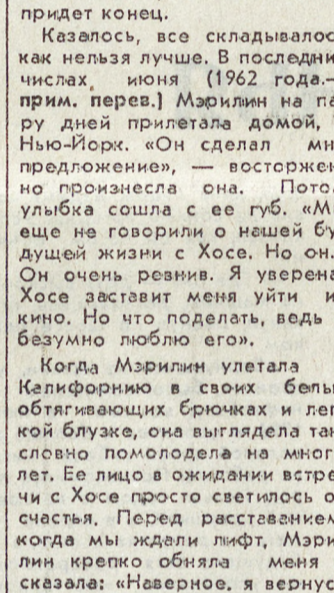 придет конец.
Казалось, все складывалос
как нельзя лучше. В последни
числах июня (1962 года.—
прим. перев.) Мэрилин на па
ру дней прилетала домой,
Нью-Йорк. «Он сделал мн
предложение», — восторжен
но произнесла она. Пото
улыбка сошла с ее губ. «М
еще не говорили о нашей бу
дущей жизни с Хосе. Но он.
Он очень ревнив. Я уверена
Хосе заставит меня уйти и
кино. Но что поделать, ведь
безумно люблю его».
Когда Мэрилин улетала
Калифорнию в своих белы
обтягивающих брючках и лег
кой блузке, она выглядела так
словно помолодела на мног
лет. Ее лицо в ожидании встре
чи с Хосе просто светилось о
счастья. Перед расставанием
когда мы ждали лифт, Мэри
лин крепко обняла меня
сказала: «Наверное, я вернус